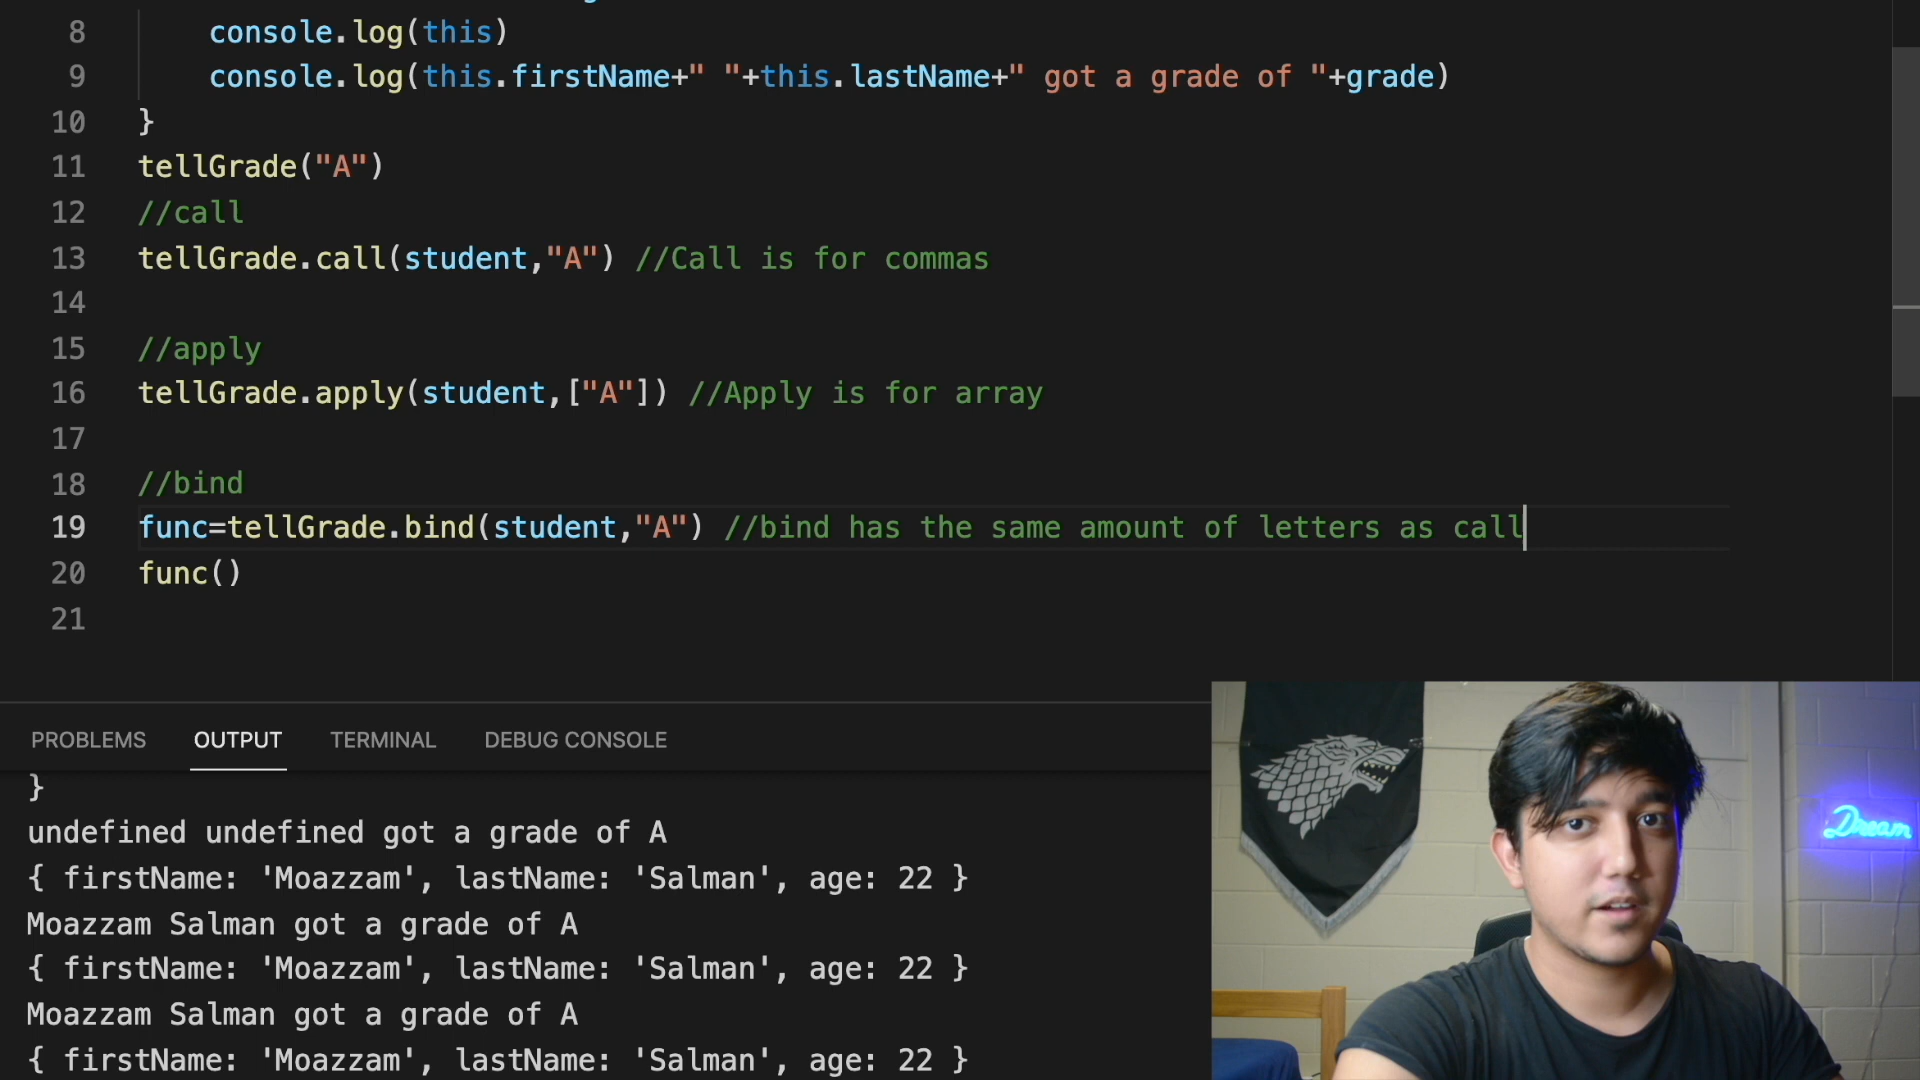 8 console.log(this)
9 console.log(this.firstName+" "+this.lastName+" got a grade of "+grade)
10 }
11 tellGrade("A")
12 //call
13 tellGrade.call(student,"A") //Call is for commas
14
15 //apply
16 tellGrade.apply(student,["A"]) //Apply is for array
17
18 //bind
19 func=tellGrade.bind(student,"A") //bind has the same amount of letters as call
20 func()
21
PROBLEMS OUTPUT TERMINAL DEBUG CONSOLE
}
undefined undefined got a grade of A
{ firstName: 'Moazzam', lastName: 'Salman', age: 22 }
Moazzam Salman got a grade of A
{ firstName: 'Moazzam', lastName: 'Salman', age: 22 }
Moazzam Salman got a grade of A
{ firstName: 'Moazzam', lastName: 'Salman', age: 22 }
Dream